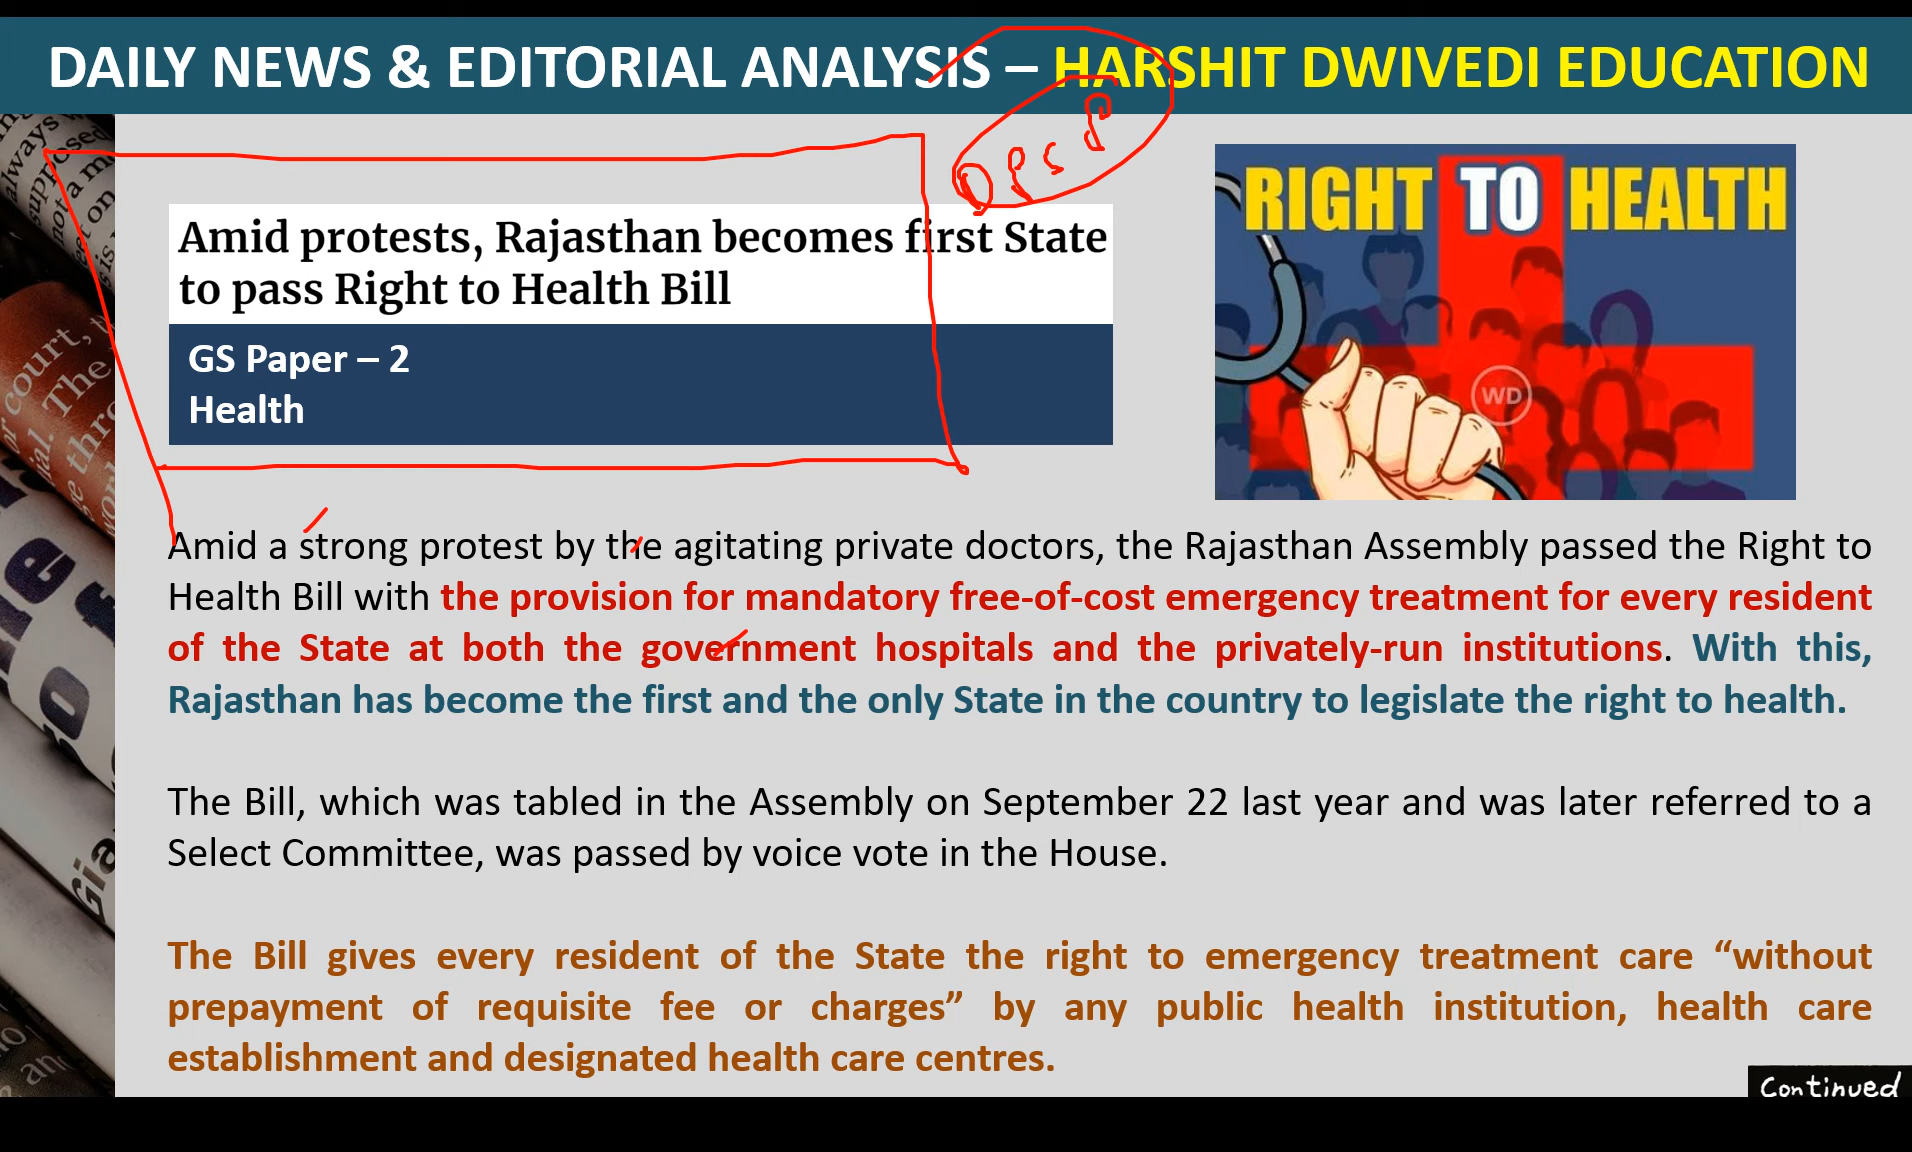 DAILY NEWS & EDITORIAL ANALYSIS – HARSHIT DWIVEDI EDUCATION
RIGHT TO HEALTH
WD
Amid protests, Rajasthan becomes first State
to pass Right to Health Bill
GS Paper – 2
Health
Amid a strong protest by the agitating private doctors, the Rajasthan Assembly passed the Right to
Health Bill with the provision for mandatory free-of-cost emergency treatment for every resident
of the State at both the government hospitals and the privately-run institutions. With this,
Rajasthan has become the first and the only State in the country to legislate the right to health.
The Bill, which was tabled in the Assembly on September 22 last year and was later referred to a
Select Committee, was passed by voice vote in the House.
The Bill gives every resident of the State the right to emergency treatment care “without
prepayment of requisite fee or charges” by any public health institution, health care
establishment and designated health care centres.
Continued